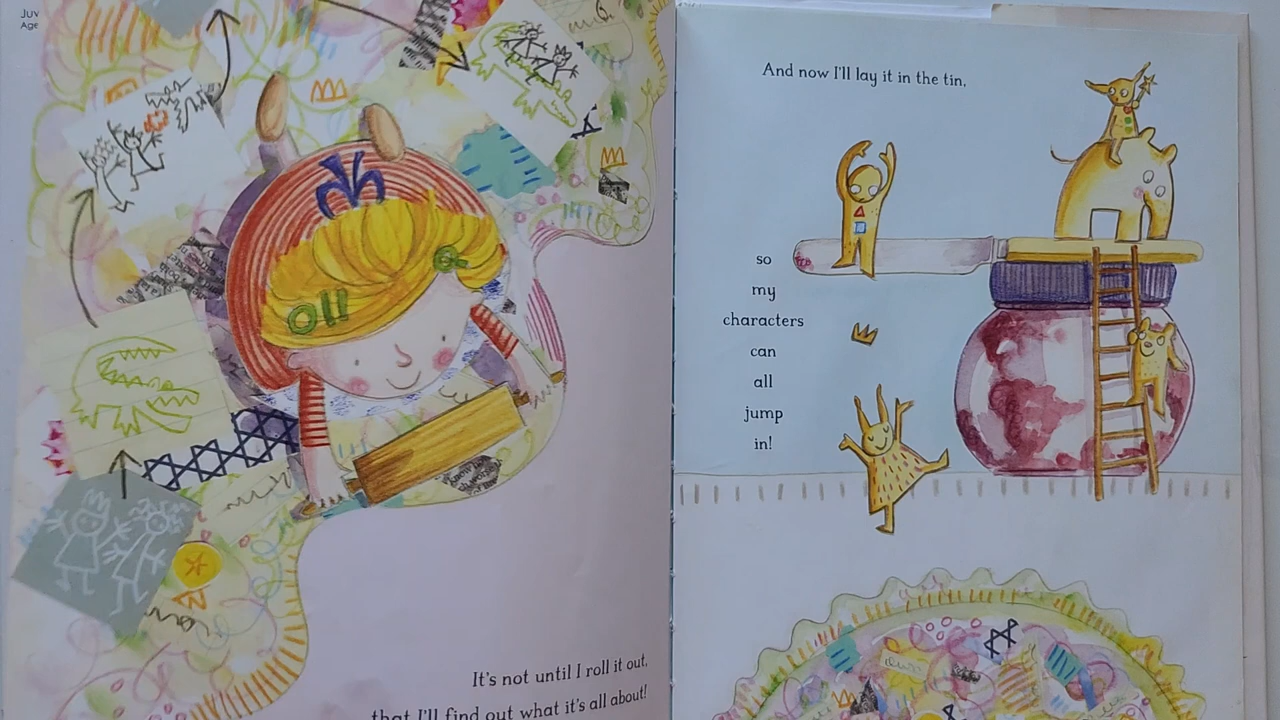 Juv
Age
It's not until I roll it out,
that I'll find out what it's all about!
And now I'll lay it in the tin,
so
my
characters
can
all
jump
in!